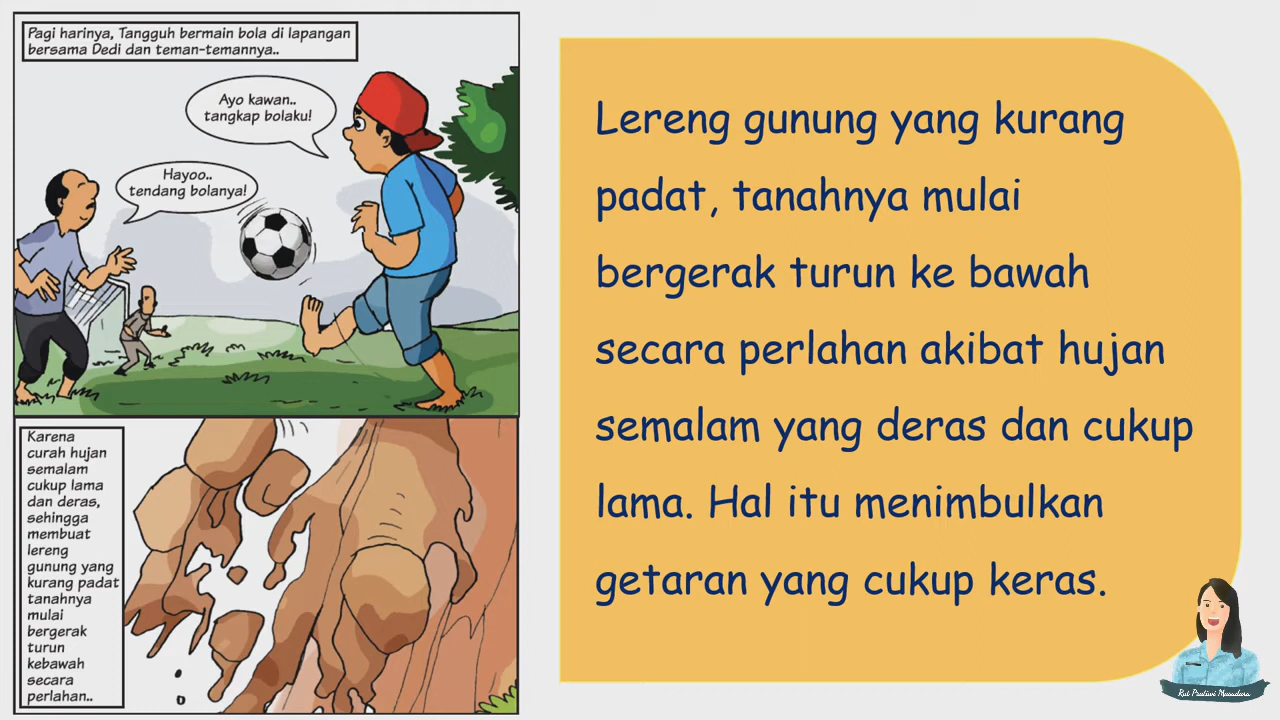 Pagi harinya, Tangguh bermain bola di lapangan
bersama Dedi dan teman-temannya..
Ayo kawan..
tangkap bolaku!
Hayoo..
tendang bolanya!
Karena
curah hujan
semalam
cukup lama
dan deras,
sehingga
membuat
lereng
gunung yang
kurang padat
tanahnya
mulai
bergerak
turun
kebawah
secara
perlahan..
Lereng gunung yang kurang
padat, tanahnya mulai
bergerak turun ke bawah
secara perlahan akibat hujan
semalam yang deras dan cukup
lama. Hal itu menimbulkan
getaran yang cukup keras.
Rut Pratiwi Masadara